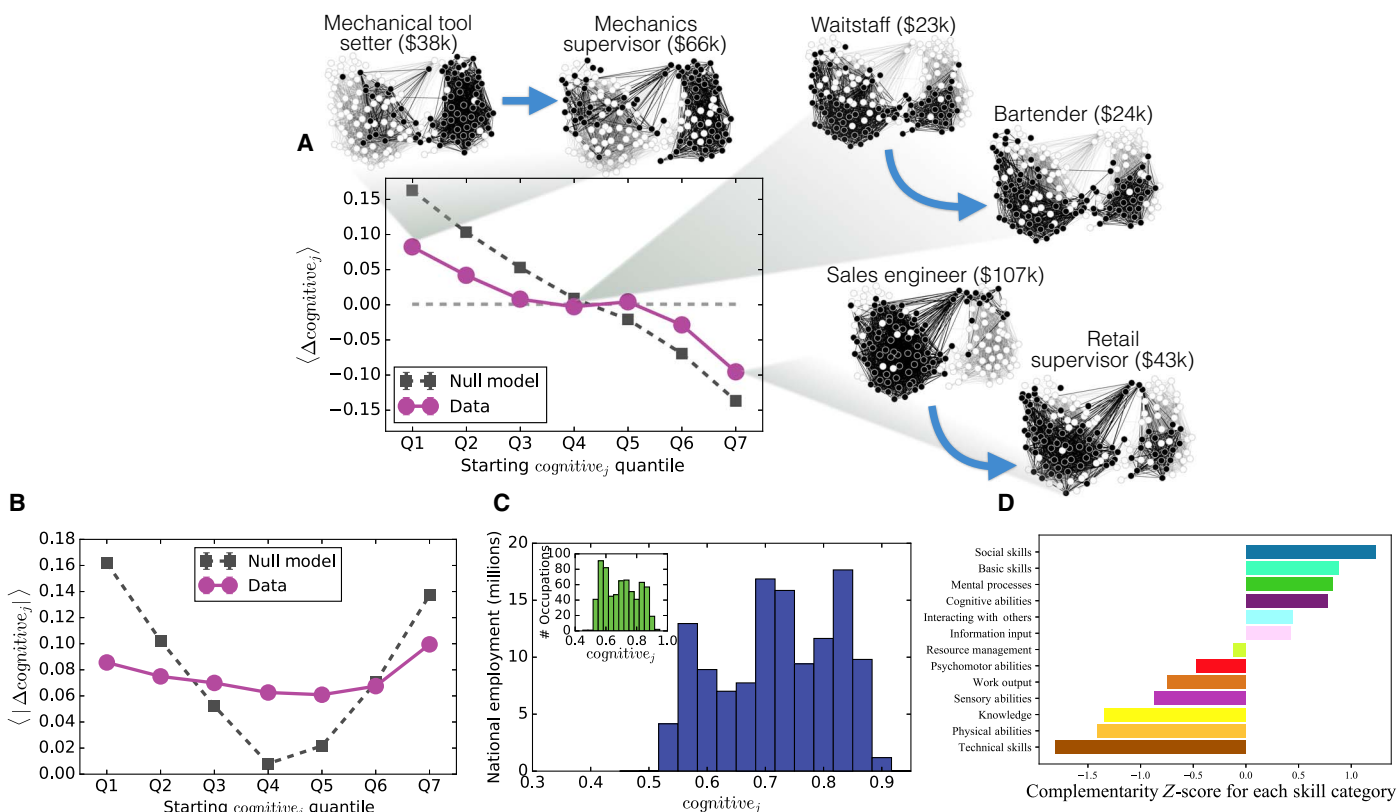 Mechanical tool
setter ($38k)
Mechanics
supervisor ($66k)
Waitstaff ($23k)
Bartender ($24k)
Sales engineer ($107k)
Retail
supervisor ($43k)
A
0.15
0.10
0.05
0.00
−0.05
−0.10
−0.15
⟨Δcognitive_j⟩
Null model
Data
Q1 Q2 Q3 Q4 Q5 Q6 Q7
Starting cognitive_j quantile
B
0.18
0.16
0.14
0.12
0.10
0.08
0.06
0.04
0.02
0.00
⟨|Δcognitive_j|⟩
Null model
Data
Q1 Q2 Q3 Q4 Q5 Q6 Q7
Starting cognitive_j quantile
C
National employment (millions)
20
15
10
5
0
0.3 0.4 0.5 0.6 0.7 0.8 0.9
cognitive_j
# Occupations
100
80
60
40
20
0
0.4 0.6 0.8 1.0
cognitive_j
D
Social skills
Basic skills
Mental processes
Cognitive abilities
Interacting with others
Information input
Resource management
Psychomotor abilities
Work output
Sensory abilities
Knowledge
Physical abilities
Technical skills
−1.5 −1.0 −0.5 0.0 0.5 1.0
Complementarity Z-score for each skill category